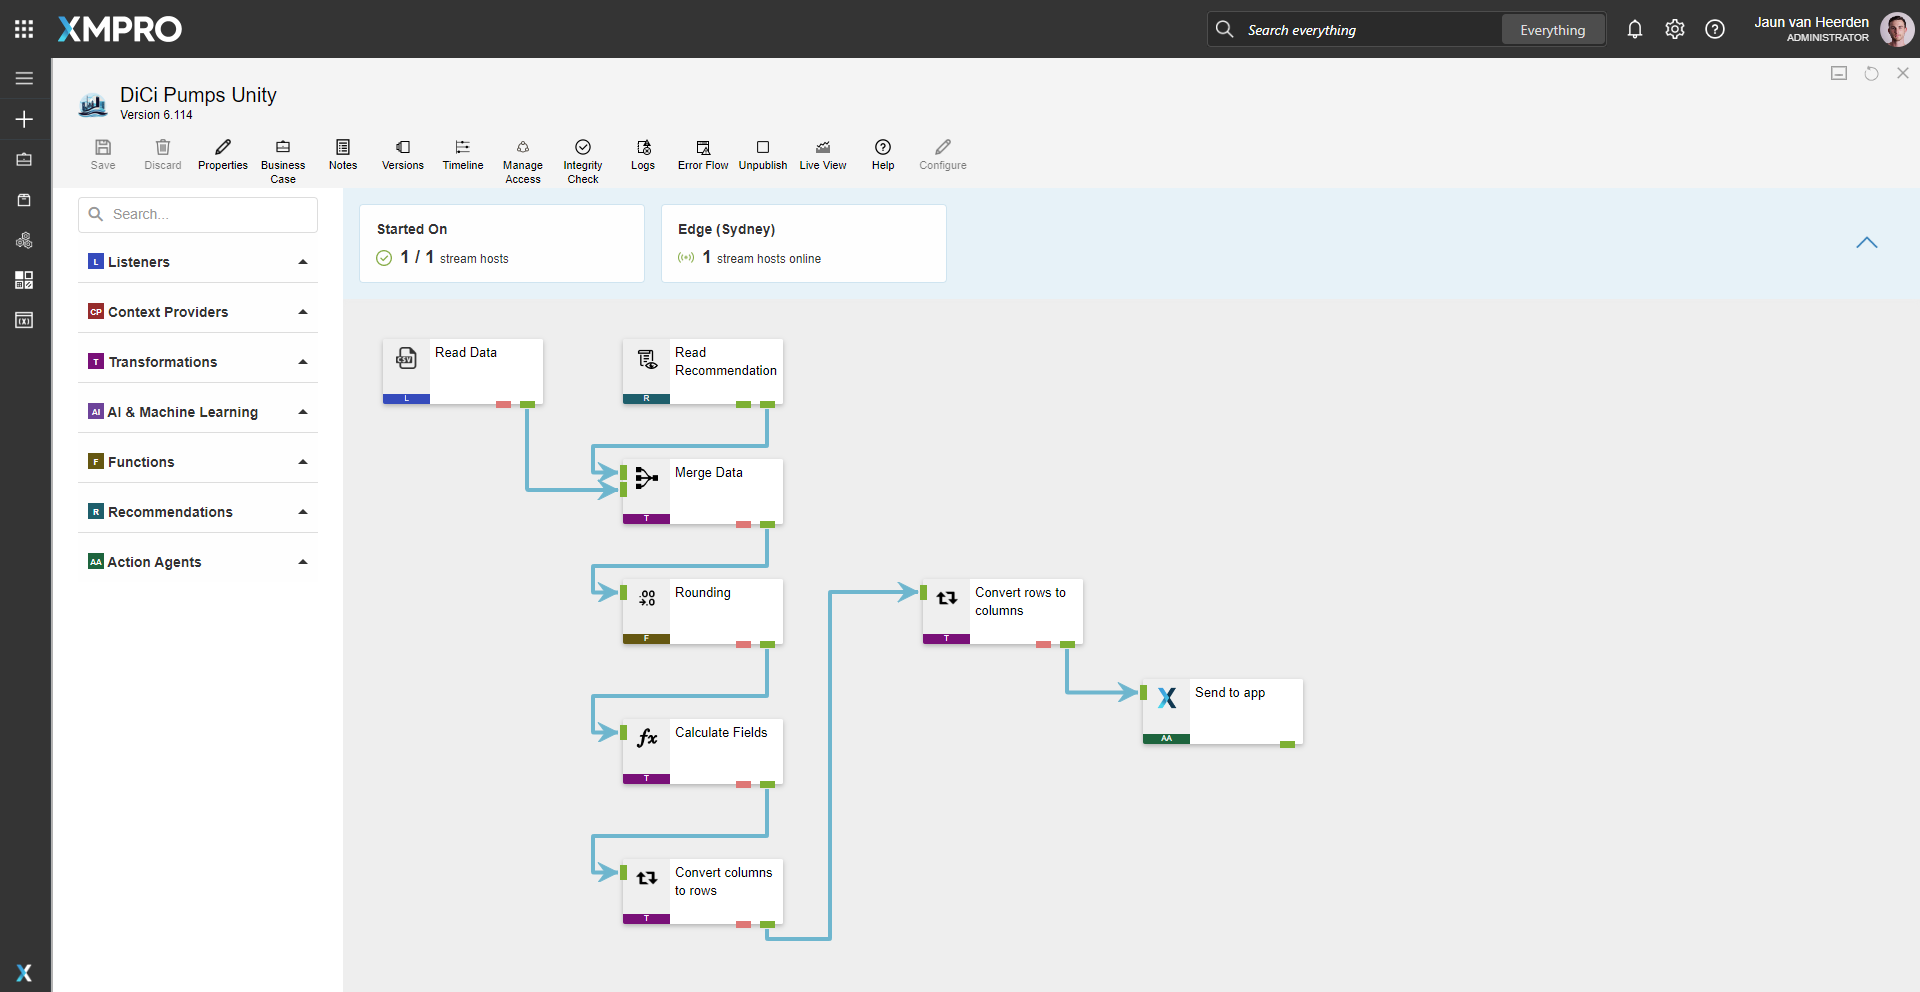 XMPRO
Search everything
Everything
Jaun van Heerden
ADMINISTRATOR
DiCi Pumps Unity
Version 6.114
Save
Discard
Properties
Business
Case
Notes
Versions
Timeline
Manage
Access
Integrity
Check
Logs
Error Flow
Unpublish
Live View
Help
Configure
Search...
L Listeners
CP Context Providers
T Transformations
AI AI & Machine Learning
F Functions
R Recommendations
AA Action Agents
Started On
1 / 1 stream hosts
Edge (Sydney)
1 stream hosts online
CSV
Read Data
L
Read
Recommendation
R
Merge Data
T
.00
.0
Rounding
F
Convert rows to
columns
T
Send to app
AA
fx
Calculate Fields
T
Convert columns
to rows
T